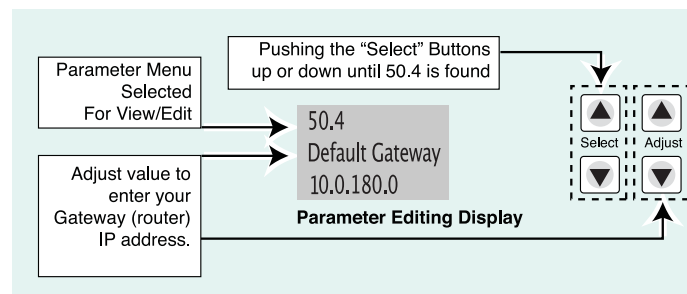 Pushing the “Select” Buttons
up or down until 50.4 is found
Parameter Menu
Selected
For View/Edit
50.4
Default Gateway
10.0.180.0
Parameter Editing Display
Adjust value to
enter your
Gateway (router)
IP address.
Select
Adjust